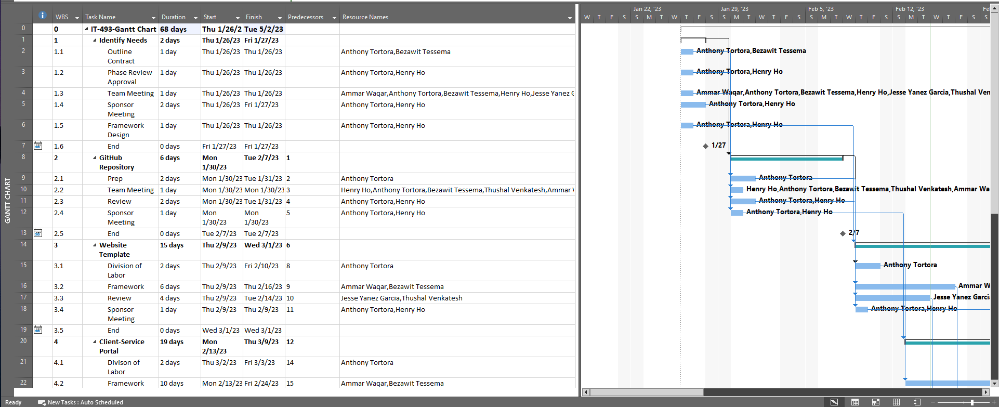 Jan 22, '23 Jan 29, '23 Feb 5, '23 Feb 12, '23
WBS Task Name Duration Start Finish Predecessors Resource Names
W T F S S M T W T F S S M T W T F S S M T W T F S S M T W T F S S
0 0 IT-493-Gantt Chart 68 days Thu 1/26/2 Tue 5/2/23
1 1 Identify Needs 2 days Thu 1/26/23 Fri 1/27/23
2 1.1 Outline Contract 1 day Thu 1/26/23 Thu 1/26/23 Anthony Tortora,Bezawit Tessema
3 1.2 Phase Review Approval 1 day Thu 1/26/23 Thu 1/26/23 Anthony Tortora,Henry Ho
4 1.3 Team Meeting 1 day Thu 1/26/23 Thu 1/26/23 Ammar Waqar,Anthony Tortora,Bezawit Tessema,Henry Ho,Jesse Yanez G
5 1.4 Sponsor Meeting 2 days Thu 1/26/23 Fri 1/27/23 Anthony Tortora,Henry Ho
6 1.5 Framework Design 1 day Thu 1/26/23 Thu 1/26/23 Anthony Tortora,Henry Ho
7 1.6 End 0 days Fri 1/27/23 Fri 1/27/23
8 2 GitHub Repository 6 days Mon 1/30/23 Tue 2/7/23 1
9 2.1 Prep 2 days Mon 1/30/23 Tue 1/31/23 2 Anthony Tortora
10 2.2 Team Meeting 1 day Mon 1/30/23 Mon 1/30/23 3 Henry Ho,Anthony Tortora,Bezawit Tessema,Thushal Venkatesh,Ammar
11 2.3 Review 2 days Mon 1/30/23 Tue 1/31/23 4 Anthony Tortora,Henry Ho
12 2.4 Sponsor Meeting 1 day Mon 1/30/23 Mon 1/30/23 5 Anthony Tortora,Henry Ho
13 2.5 End 0 days Tue 2/7/23 Tue 2/7/23
14 3 Website Template 15 days Thu 2/9/23 Wed 3/1/23 6
15 3.1 Division of Labor 2 days Thu 2/9/23 Fri 2/10/23 8 Anthony Tortora
16 3.2 Framework 6 days Thu 2/9/23 Thu 2/16/23 9 Ammar Waqar,Bezawit Tessema
17 3.3 Review 4 days Thu 2/9/23 Tue 2/14/23 10 Jesse Yanez Garcia,Thushal Venkatesh
18 3.4 Sponsor Meeting 1 day Thu 2/9/23 Thu 2/9/23 11 Anthony Tortora,Henry Ho
19 3.5 End 0 days Wed 3/1/23 Wed 3/1/23
20 4 Client-Service Portal 19 days Mon 2/13/23 Thu 3/9/23 12
21 4.1 Divison of Labor 2 days Thu 3/2/23 Fri 3/3/23 14 Anthony Tortora
22 4.2 Framework 10 days Mon 2/13/23 Fri 2/24/23 15 Ammar Waqar,Bezawit Tessema
GANTT CHART
Anthony Tortora,Bezawit Tessema
Anthony Tortora,Henry Ho
Ammar Waqar,Anthony Tortora,Bezawit Tessema,Henry Ho,Jesse Yanez Garcia,Thushal Ven
Anthony Tortora,Henry Ho
Anthony Tortora,Henry Ho
1/27
Anthony Tortora
Henry Ho,Anthony Tortora,Bezawit Tessema,Thushal Venkatesh,Ammar Wa
Anthony Tortora,Henry Ho
Anthony Tortora,Henry Ho
2/7
Anthony Tortora
Ammar W
Jesse Yanez Garcia
Anthony Tortora,Henry Ho
Ready New Tasks : Auto Scheduled